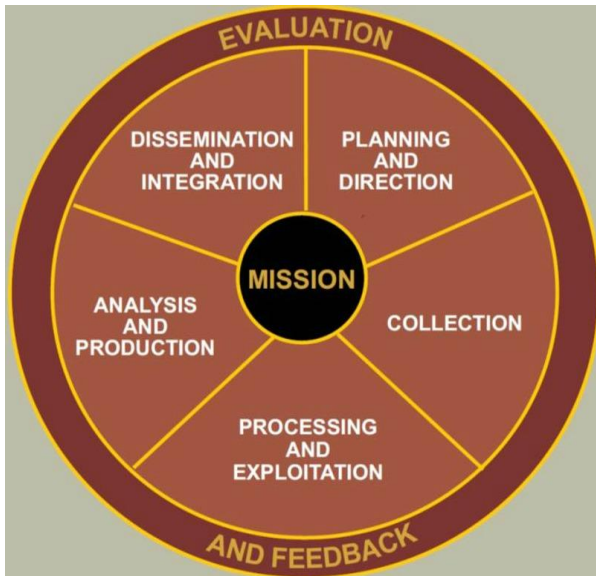 EVALUATION
DISSEMINATION
AND
INTEGRATION
PLANNING
AND
DIRECTION
MISSION
ANALYSIS
AND
PRODUCTION
COLLECTION
PROCESSING
AND
EXPLOITATION
AND FEEDBACK